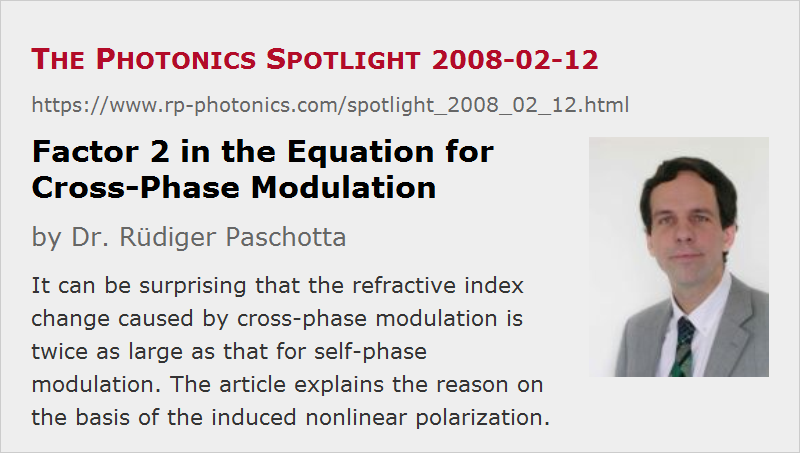 THE PHOTONICS SPOTLIGHT 2008-02-12
https://www.rp-photonics.com/spotlight_2008_02_12.html
Factor 2 in the Equation for
Cross-Phase Modulation
by Dr. Rüdiger Paschotta
It can be surprising that the refractive index
change caused by cross-phase modulation is
twice as large as that for self-phase
modulation. The article explains the reason on
the basis of the induced nonlinear polarization.